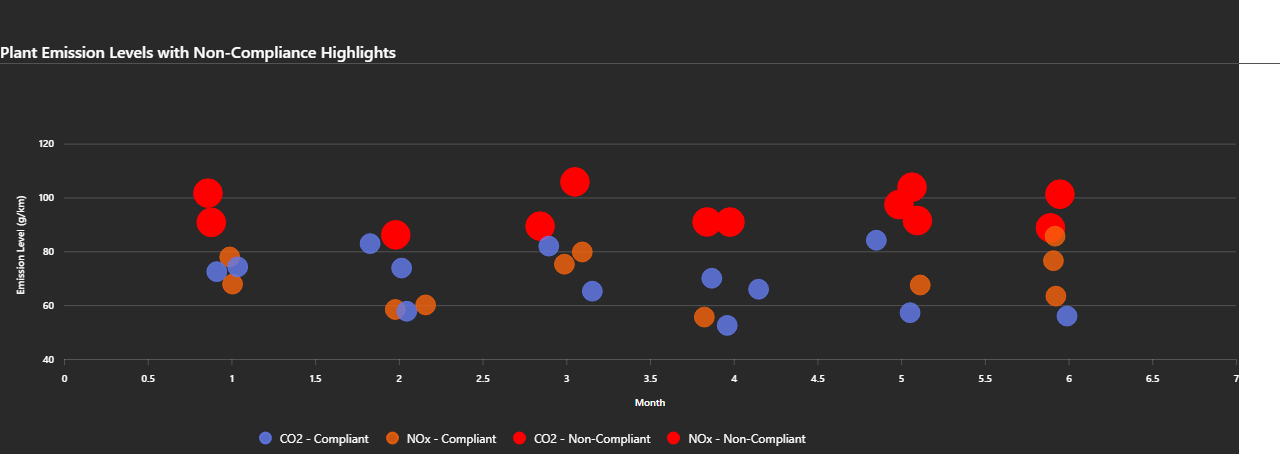 Plant Emission Levels with Non-Compliance Highlights
120
100
80
60
40
Emission Level (g/km)
0 0.5 1 1.5 2 2.5 3 3.5 4 4.5 5 5.5 6 6.5 7
Month
CO2 - Compliant NOx - Compliant CO2 - Non-Compliant NOx - Non-Compliant